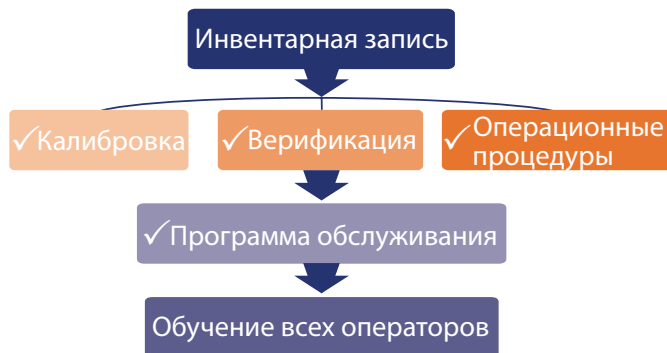 Инвентарная запись
✓Калибровка
✓Верификация
✓Операционные
процедуры
✓Программа обслуживания
Обучение всех операторов